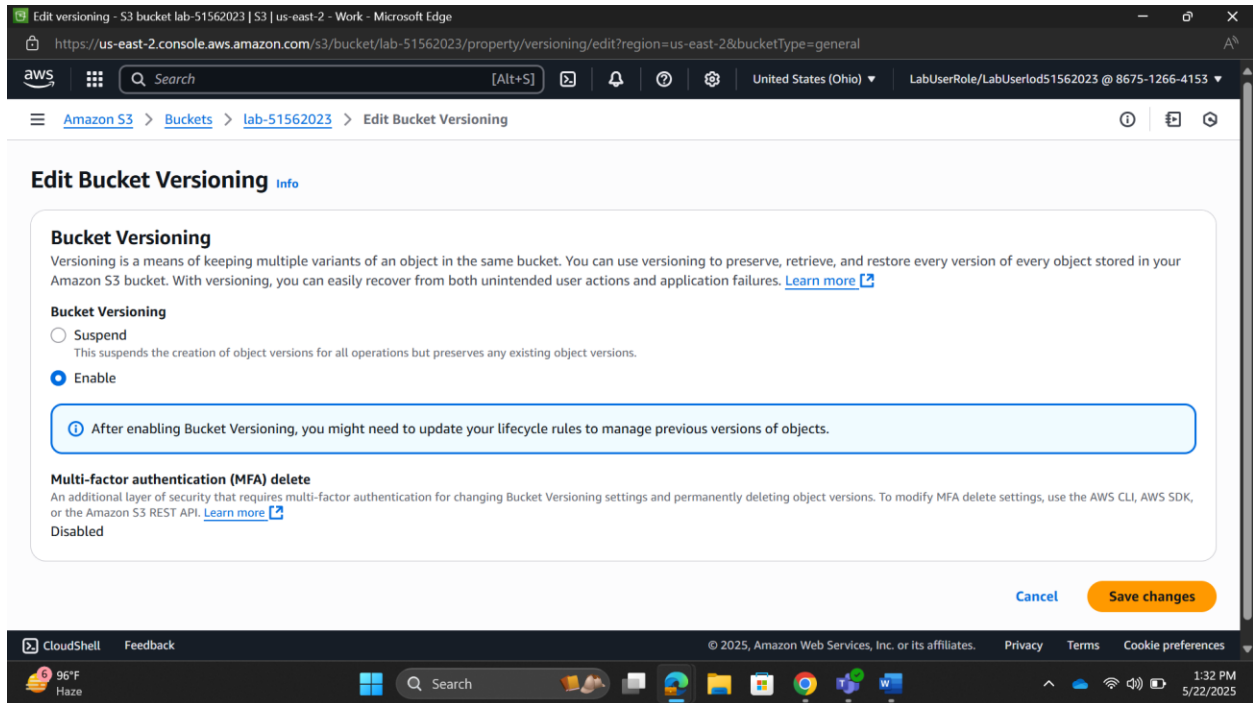 Edit versioning - S3 bucket lab-51562023 | S3 | us-east-2 - Work - Microsoft Edge
https://us-east-2.console.aws.amazon.com/s3/bucket/lab-51562023/property/versioning/edit?region=us-east-2&bucketType=general
aws Search [Alt+S] United States (Ohio) LabUserRole/LabUserlod51562023 @ 8675-1266-4153
Amazon S3 > Buckets > lab-51562023 > Edit Bucket Versioning
Edit Bucket Versioning Info
Bucket Versioning
Versioning is a means of keeping multiple variants of an object in the same bucket. You can use versioning to preserve, retrieve, and restore every version of every object stored in your
Amazon S3 bucket. With versioning, you can easily recover from both unintended user actions and application failures. Learn more
Bucket Versioning
Suspend
This suspends the creation of object versions for all operations but preserves any existing object versions.
Enable
After enabling Bucket Versioning, you might need to update your lifecycle rules to manage previous versions of objects.
Multi-factor authentication (MFA) delete
An additional layer of security that requires multi-factor authentication for changing Bucket Versioning settings and permanently deleting object versions. To modify MFA delete settings, use the AWS CLI, AWS SDK,
or the Amazon S3 REST API. Learn more
Disabled
Cancel Save changes
CloudShell Feedback © 2025, Amazon Web Services, Inc. or its affiliates. Privacy Terms Cookie preferences
6 96°F Search 1:32 PM
Haze 5/22/2025